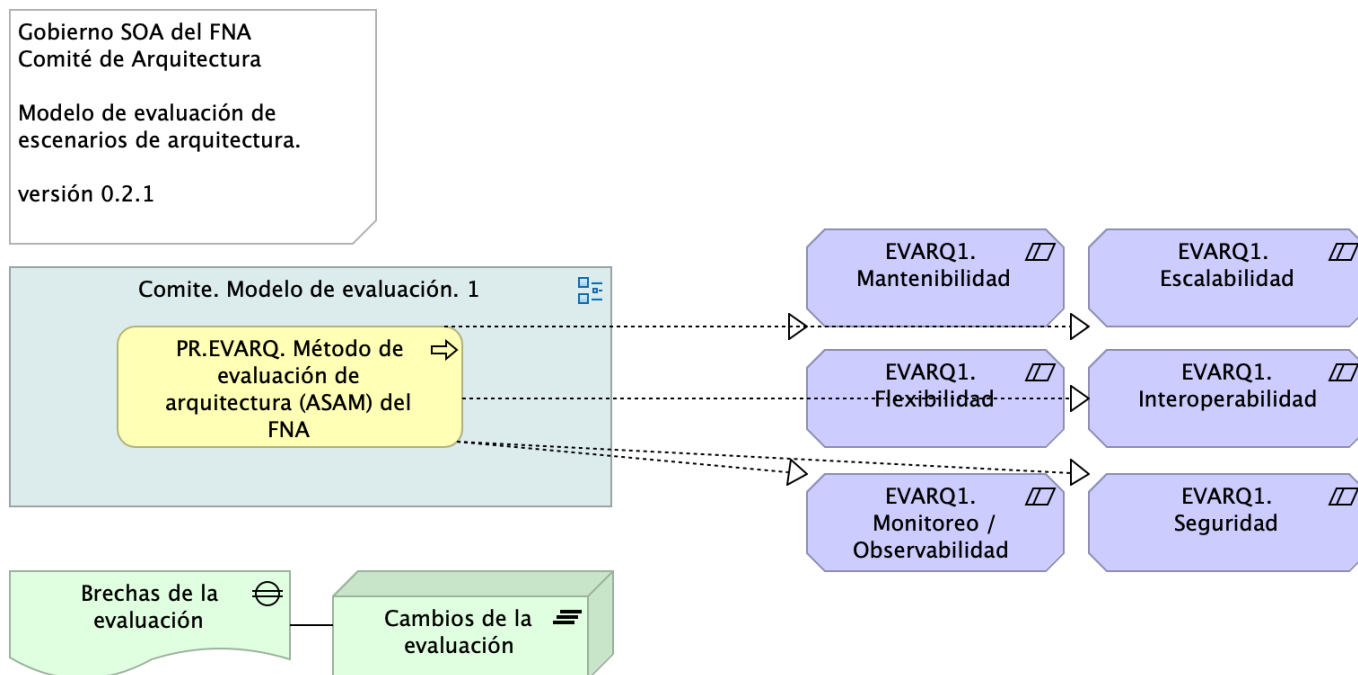 Gobierno SOA del FNA
Comité de Arquitectura
Modelo de evaluación de
escenarios de arquitectura.
versión 0.2.1
Comite. Modelo de evaluación. 1
PR.EVARQ. Método de
evaluación de
arquitectura (ASAM) del
FNA
EVARQ1.
Mantenibilidad
EVARQ1.
Escalabilidad
EVARQ1.
Flexibilidad
EVARQ1.
Interoperabilidad
EVARQ1.
Monitoreo /
Observabilidad
EVARQ1.
Seguridad
Brechas de la
evaluación
Cambios de la
evaluación